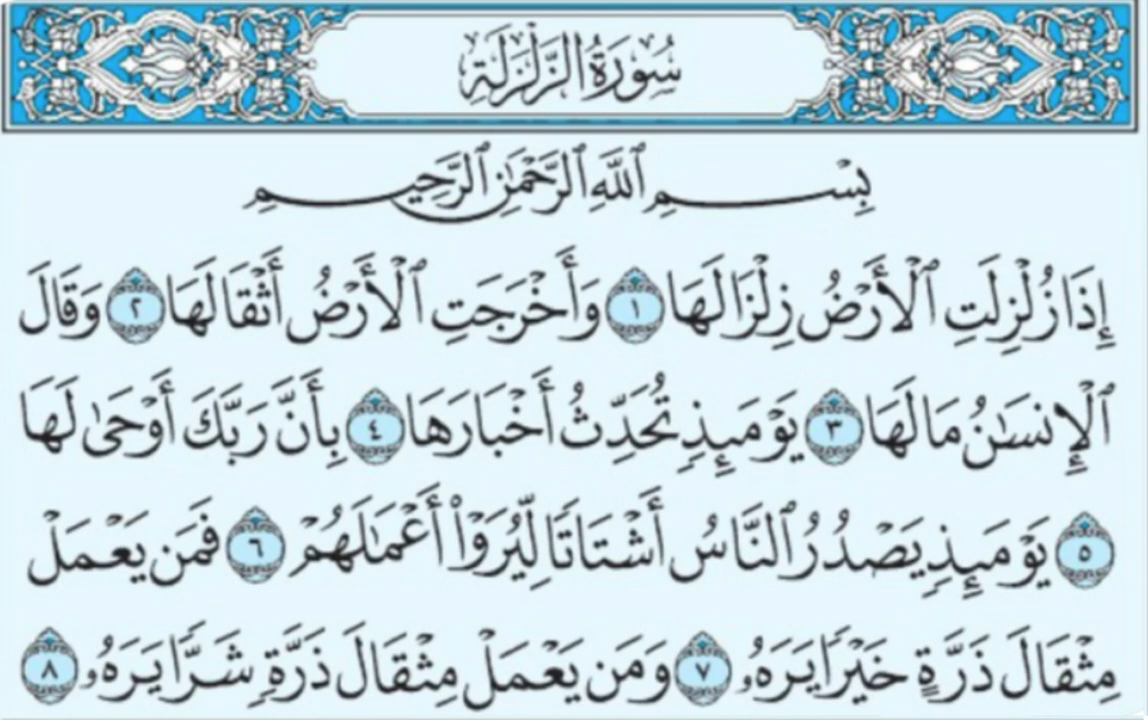 سُورَةُ الزَّلْزَلَةِ
بِسْمِ ٱللَّهِ ٱلرَّحْمَٰنِ ٱلرَّحِيمِ
إِذَا زُلْزِلَتِ ٱلْأَرْضُ زِلْزَالَهَا ١ وَأَخْرَجَتِ ٱلْأَرْضُ أَثْقَالَهَا ٢ وَقَالَ
ٱلْإِنسَٰنُ مَا لَهَا ٣ يَوْمَئِذٍ تُحَدِّثُ أَخْبَارَهَا ٤ بِأَنَّ رَبَّكَ أَوْحَىٰ لَهَا
٥ يَوْمَئِذٍ يَصْدُرُ ٱلنَّاسُ أَشْتَاتًا لِّيُرَوْا۟ أَعْمَٰلَهُمْ ٦ فَمَن يَعْمَلْ
مِثْقَالَ ذَرَّةٍ خَيْرًا يَرَهُۥ ٧ وَمَن يَعْمَلْ مِثْقَالَ ذَرَّةٍ شَرًّا يَرَهُۥ ٨